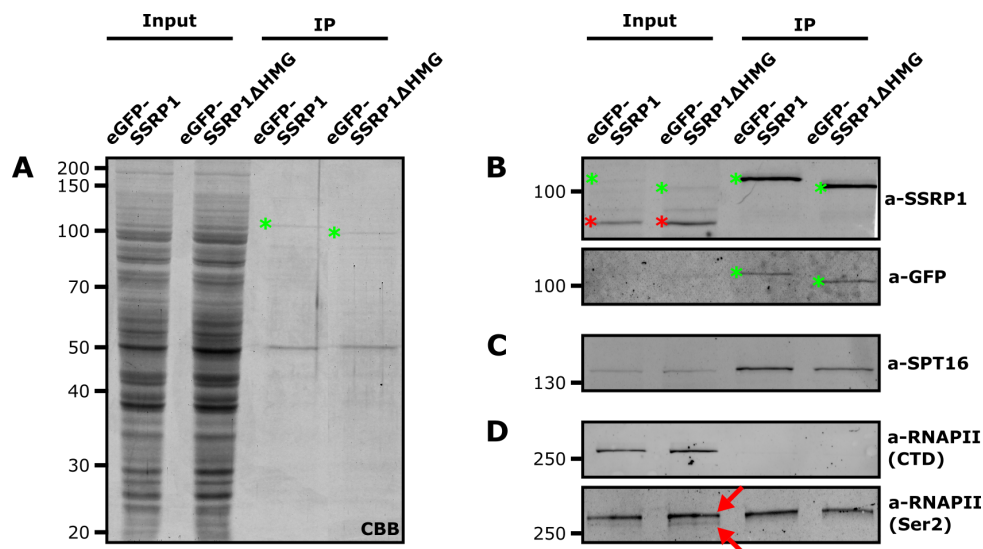 Input
IP
eGFP-
SSRP1
eGFP-
SSRP1ΔHMG
eGFP-
SSRP1
eGFP-
SSRP1ΔHMG
A
200
150
100
70
50
40
30
20
CBB
Input
IP
eGFP-
SSRP1
eGFP-
SSRP1ΔHMG
eGFP-
SSRP1
eGFP-
SSRP1ΔHMG
B
100
a-SSRP1
100
a-GFP
C
130
a-SPT16
D
250
a-RNAPII
(CTD)
250
a-RNAPII
(Ser2)